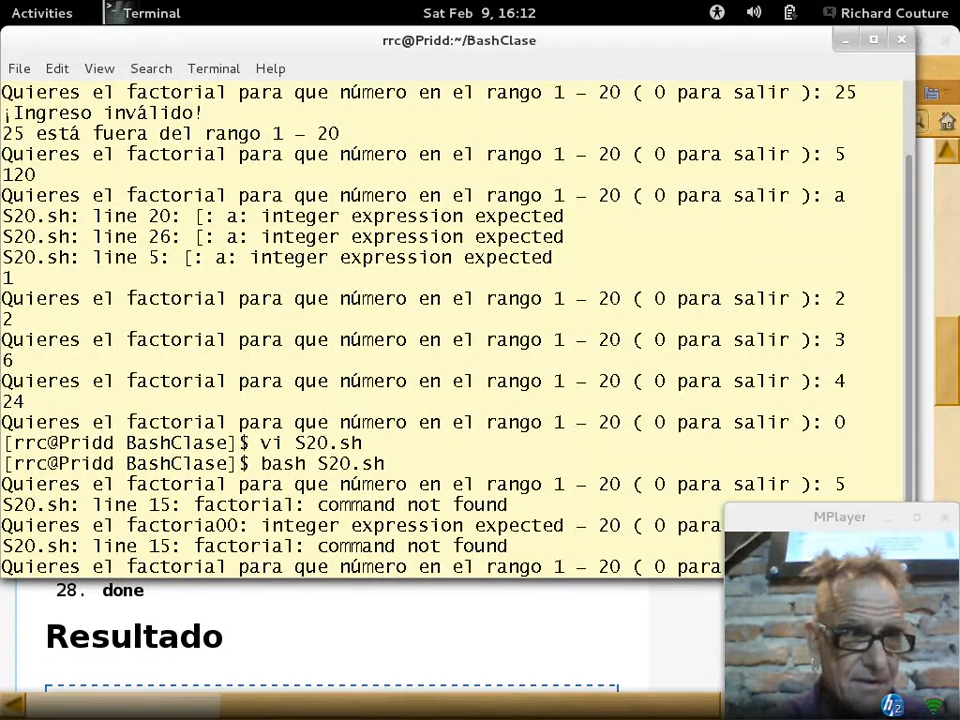 Activities Terminal Sat Feb 9, 16:12 Richard Couture
rrc@Pridd:~/BashClase
File Edit View Search Terminal Help
Quieres el factorial para que número en el rango 1 – 20 ( 0 para salir ): 25
¡Ingreso inválido!
25 está fuera del rango 1 – 20
Quieres el factorial para que número en el rango 1 – 20 ( 0 para salir ): 5
120
Quieres el factorial para que número en el rango 1 – 20 ( 0 para salir ): a
S20.sh: line 20: [: a: integer expression expected
S20.sh: line 26: [: a: integer expression expected
S20.sh: line 5: [: a: integer expression expected
1
Quieres el factorial para que número en el rango 1 – 20 ( 0 para salir ): 2
2
Quieres el factorial para que número en el rango 1 – 20 ( 0 para salir ): 3
6
Quieres el factorial para que número en el rango 1 – 20 ( 0 para salir ): 4
24
Quieres el factorial para que número en el rango 1 – 20 ( 0 para salir ): 0
[rrc@Pridd BashClase]$ vi S20.sh
[rrc@Pridd BashClase]$ bash S20.sh
Quieres el factorial para que número en el rango 1 – 20 ( 0 para salir ): 5
S20.sh: line 15: factorial: command not found
Quieres el factoria00: integer expression expected – 20 ( 0 para
S20.sh: line 15: factorial: command not found
Quieres el factorial para que número en el rango 1 – 20 ( 0 para
MPlayer
28. done
Resultado
hp 2